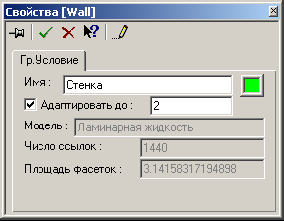 Свойства [Wall]
Гр.Условие
Имя : Стенка
Адаптировать до : 2
Модель : Ламинарная жидкость
Число ссылок : 1440
Площадь фасеток : 3.14158317194898